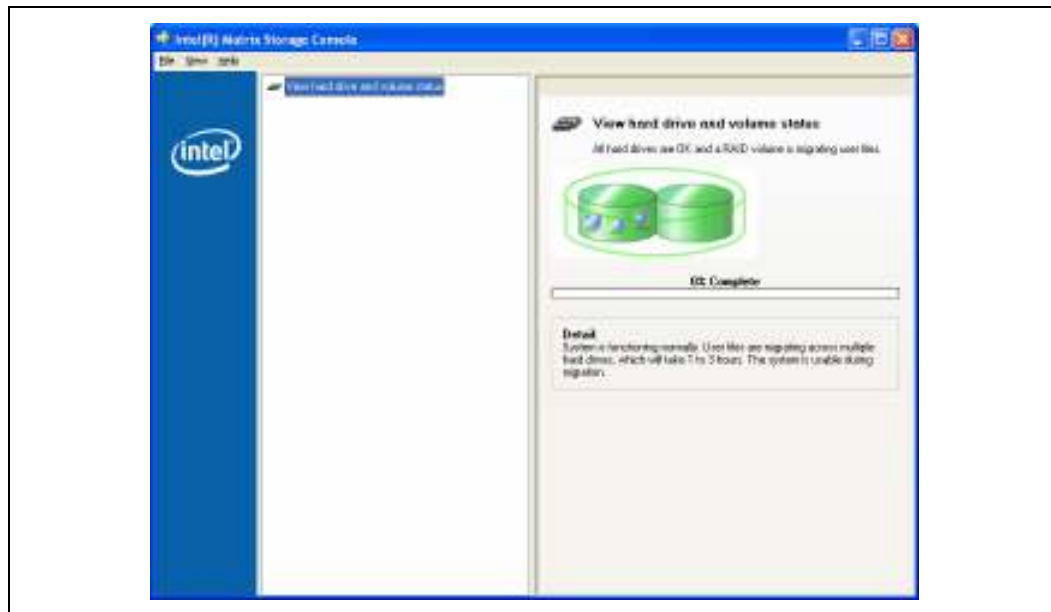 Intel(R) Matrix Storage Console
File View Help
View hard drive and volume status
intel
View hard drive and volume status
All hard drives are OK and a RAID volume is migrating user files.
0% Complete
Detail
System is functioning normally. User files are migrating across multiple
hard drives, which will take 1 to 3 hours. The system is usable during
migration.